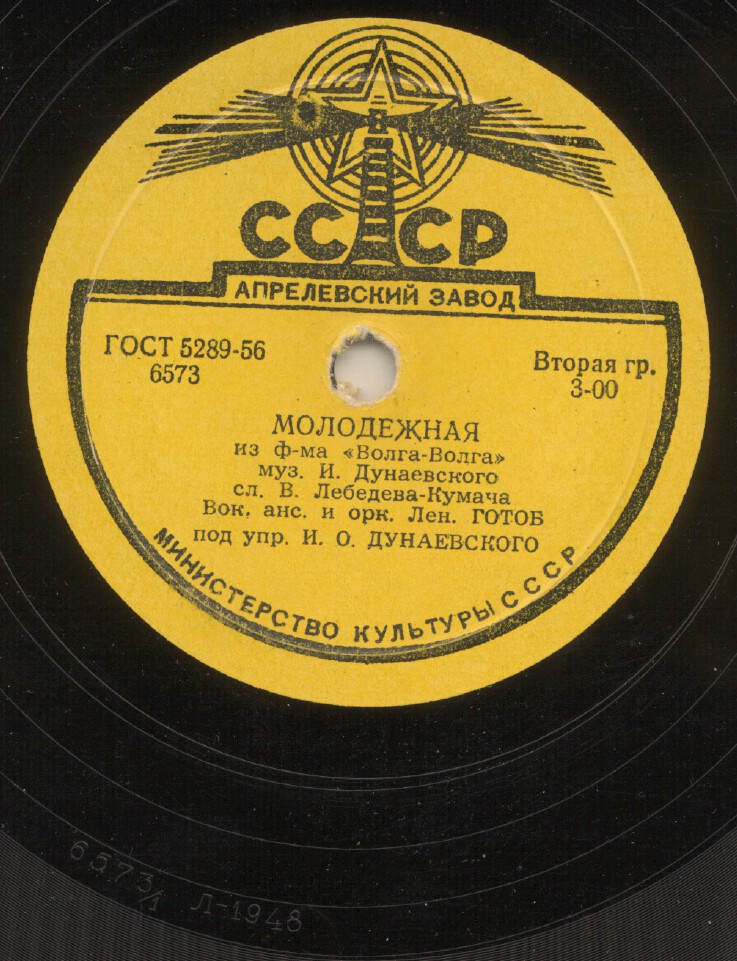 СССР
АПРЕЛЕВСКИЙ ЗАВОД
ГОСТ 5289-56
6573
Вторая гр.
3-00
МОЛОДЕЖНАЯ
из ф-ма «Волга-Волга»
муз. И. Дунаевского
сл. В. Лебедева-Кумача
Вок. анс. и орк. Лен. ГОТОБ
под упр. И. О. ДУНАЕВСКОГО
МИНИСТЕРСТВО КУЛЬТУРЫ СССР
6573/1 Л-1948